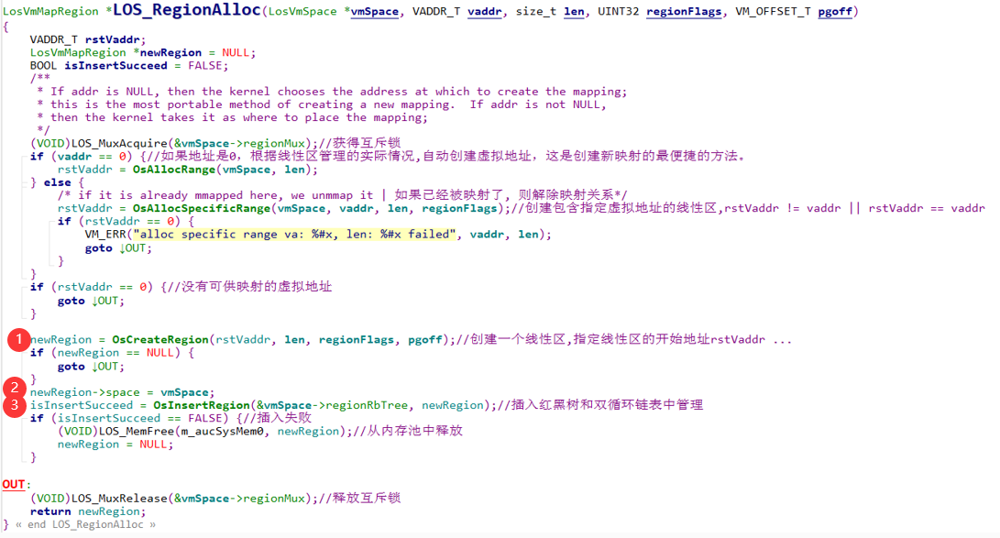 LosVmMapRegion *LOS_RegionAlloc(LosVmSpace *vmSpace, VADDR_T vaddr, size_t len, UINT32 regionFlags, VM_OFFSET_T pgoff)
{
    VADDR_T rstVaddr;
    LosVmMapRegion *newRegion = NULL;
    BOOL isInsertSucceed = FALSE;
    /**
     * If addr is NULL, then the kernel chooses the address at which to create the mapping;
     * this is the most portable method of creating a new mapping.  If addr is not NULL,
     * then the kernel takes it as where to place the mapping;
     */
    (VOID)LOS_MuxAcquire(&vmSpace->regionMux);//获得互斥锁
    if (vaddr == 0) {//如果地址是0，根据线性区管理的实际情况,自动创建虚拟地址，这是创建新映射的最便捷的方法。
        rstVaddr = OsAllocRange(vmSpace, len);
    } else {
        /* if it is already mmapped here, we unmmap it | 如果已经被映射了, 则解除映射关系*/
        rstVaddr = OsAllocSpecificRange(vmSpace, vaddr, len, regionFlags);//创建包含指定虚拟地址的线性区,rstVaddr != vaddr || rstVaddr == vaddr
        if (rstVaddr == 0) {
            VM_ERR("alloc specific range va: %#x, len: %#x failed", vaddr, len);
            goto ↓OUT;
        }
    }
    if (rstVaddr == 0) {//没有可供映射的虚拟地址
        goto ↓OUT;
    }
1 newRegion = OsCreateRegion(rstVaddr, len, regionFlags, pgoff);//创建一个线性区,指定线性区的开始地址rstVaddr ...
    if (newRegion == NULL) {
        goto ↓OUT;
    }
2 newRegion->space = vmSpace;
3 isInsertSucceed = OsInsertRegion(&vmSpace->regionRbTree, newRegion);//插入红黑树和双循环链表中管理
    if (isInsertSucceed == FALSE) {//插入失败
        (VOID)LOS_MemFree(m_aucSysMem0, newRegion);//从内存池中释放
        newRegion = NULL;
    }
OUT:
    (VOID)LOS_MuxRelease(&vmSpace->regionMux);//释放互斥锁
    return newRegion;
} « end LOS_RegionAlloc »